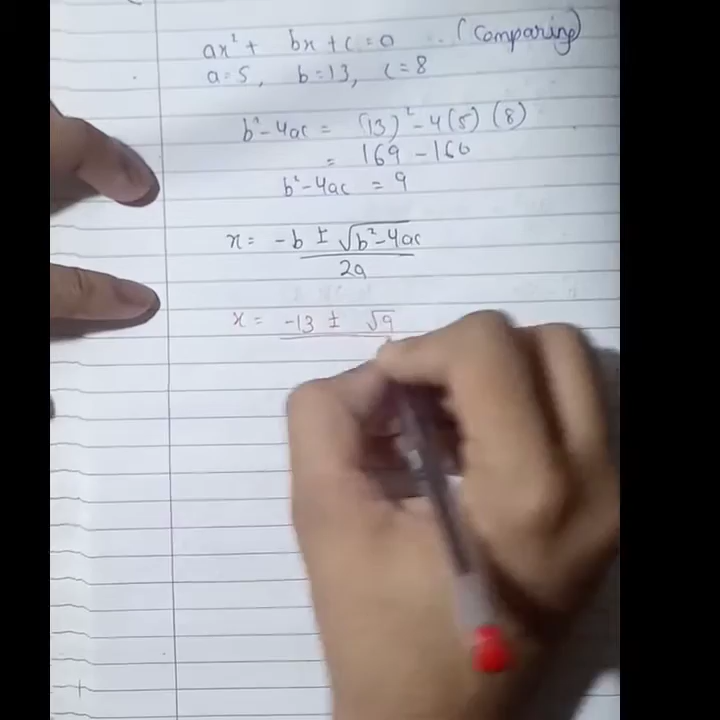 ax² + bx + c = 0 .. (Comparing)
a = 5, b = 13, c = 8
b² - 4ac = (13)² - 4(5)(8)
= 169 - 160
b² - 4ac = 9
x = -b ± √b² - 4ac
2a
x = -13 ± √9